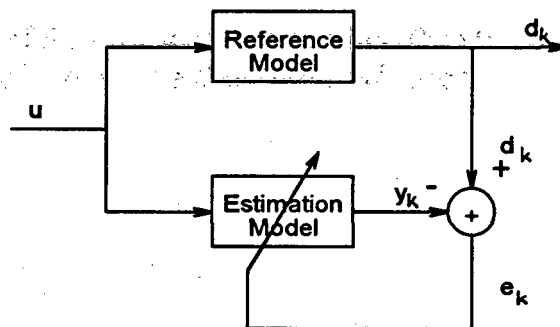 Reference
Model
d_k
u
+ d_k
Estimation
Model
y_k -
+
e_k